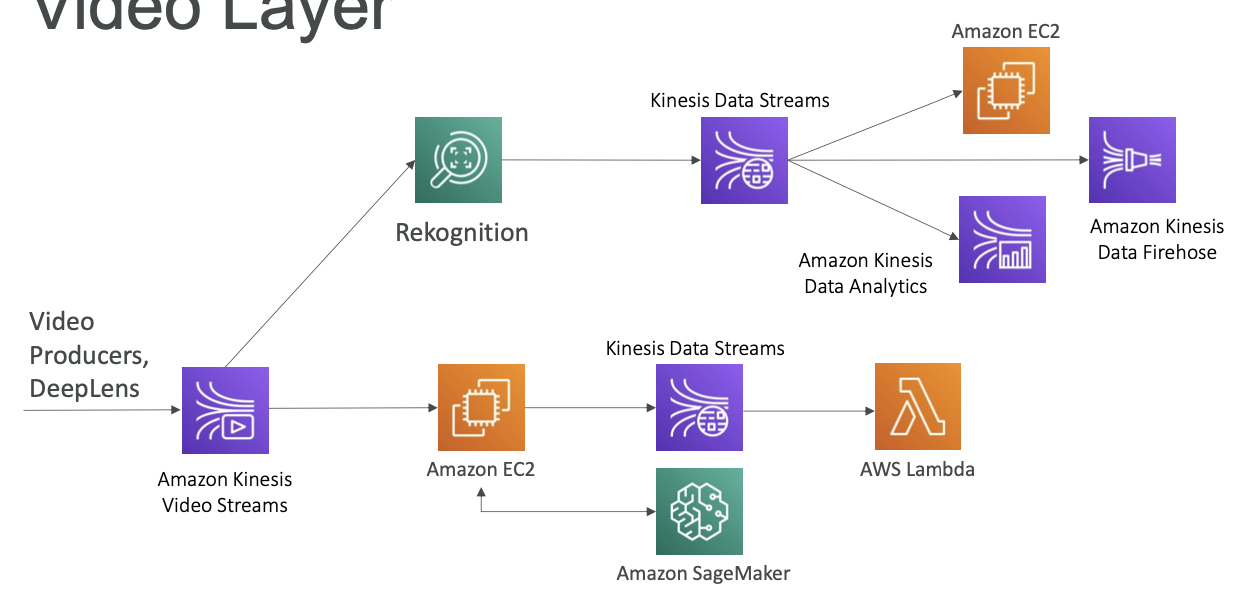 Video Layer
Amazon EC2
Kinesis Data Streams
Rekognition
Amazon Kinesis
Data Firehose
Amazon Kinesis
Data Analytics
Video
Producers,
DeepLens
Kinesis Data Streams
Amazon Kinesis
Video Streams
Amazon EC2
AWS Lambda
Amazon SageMaker